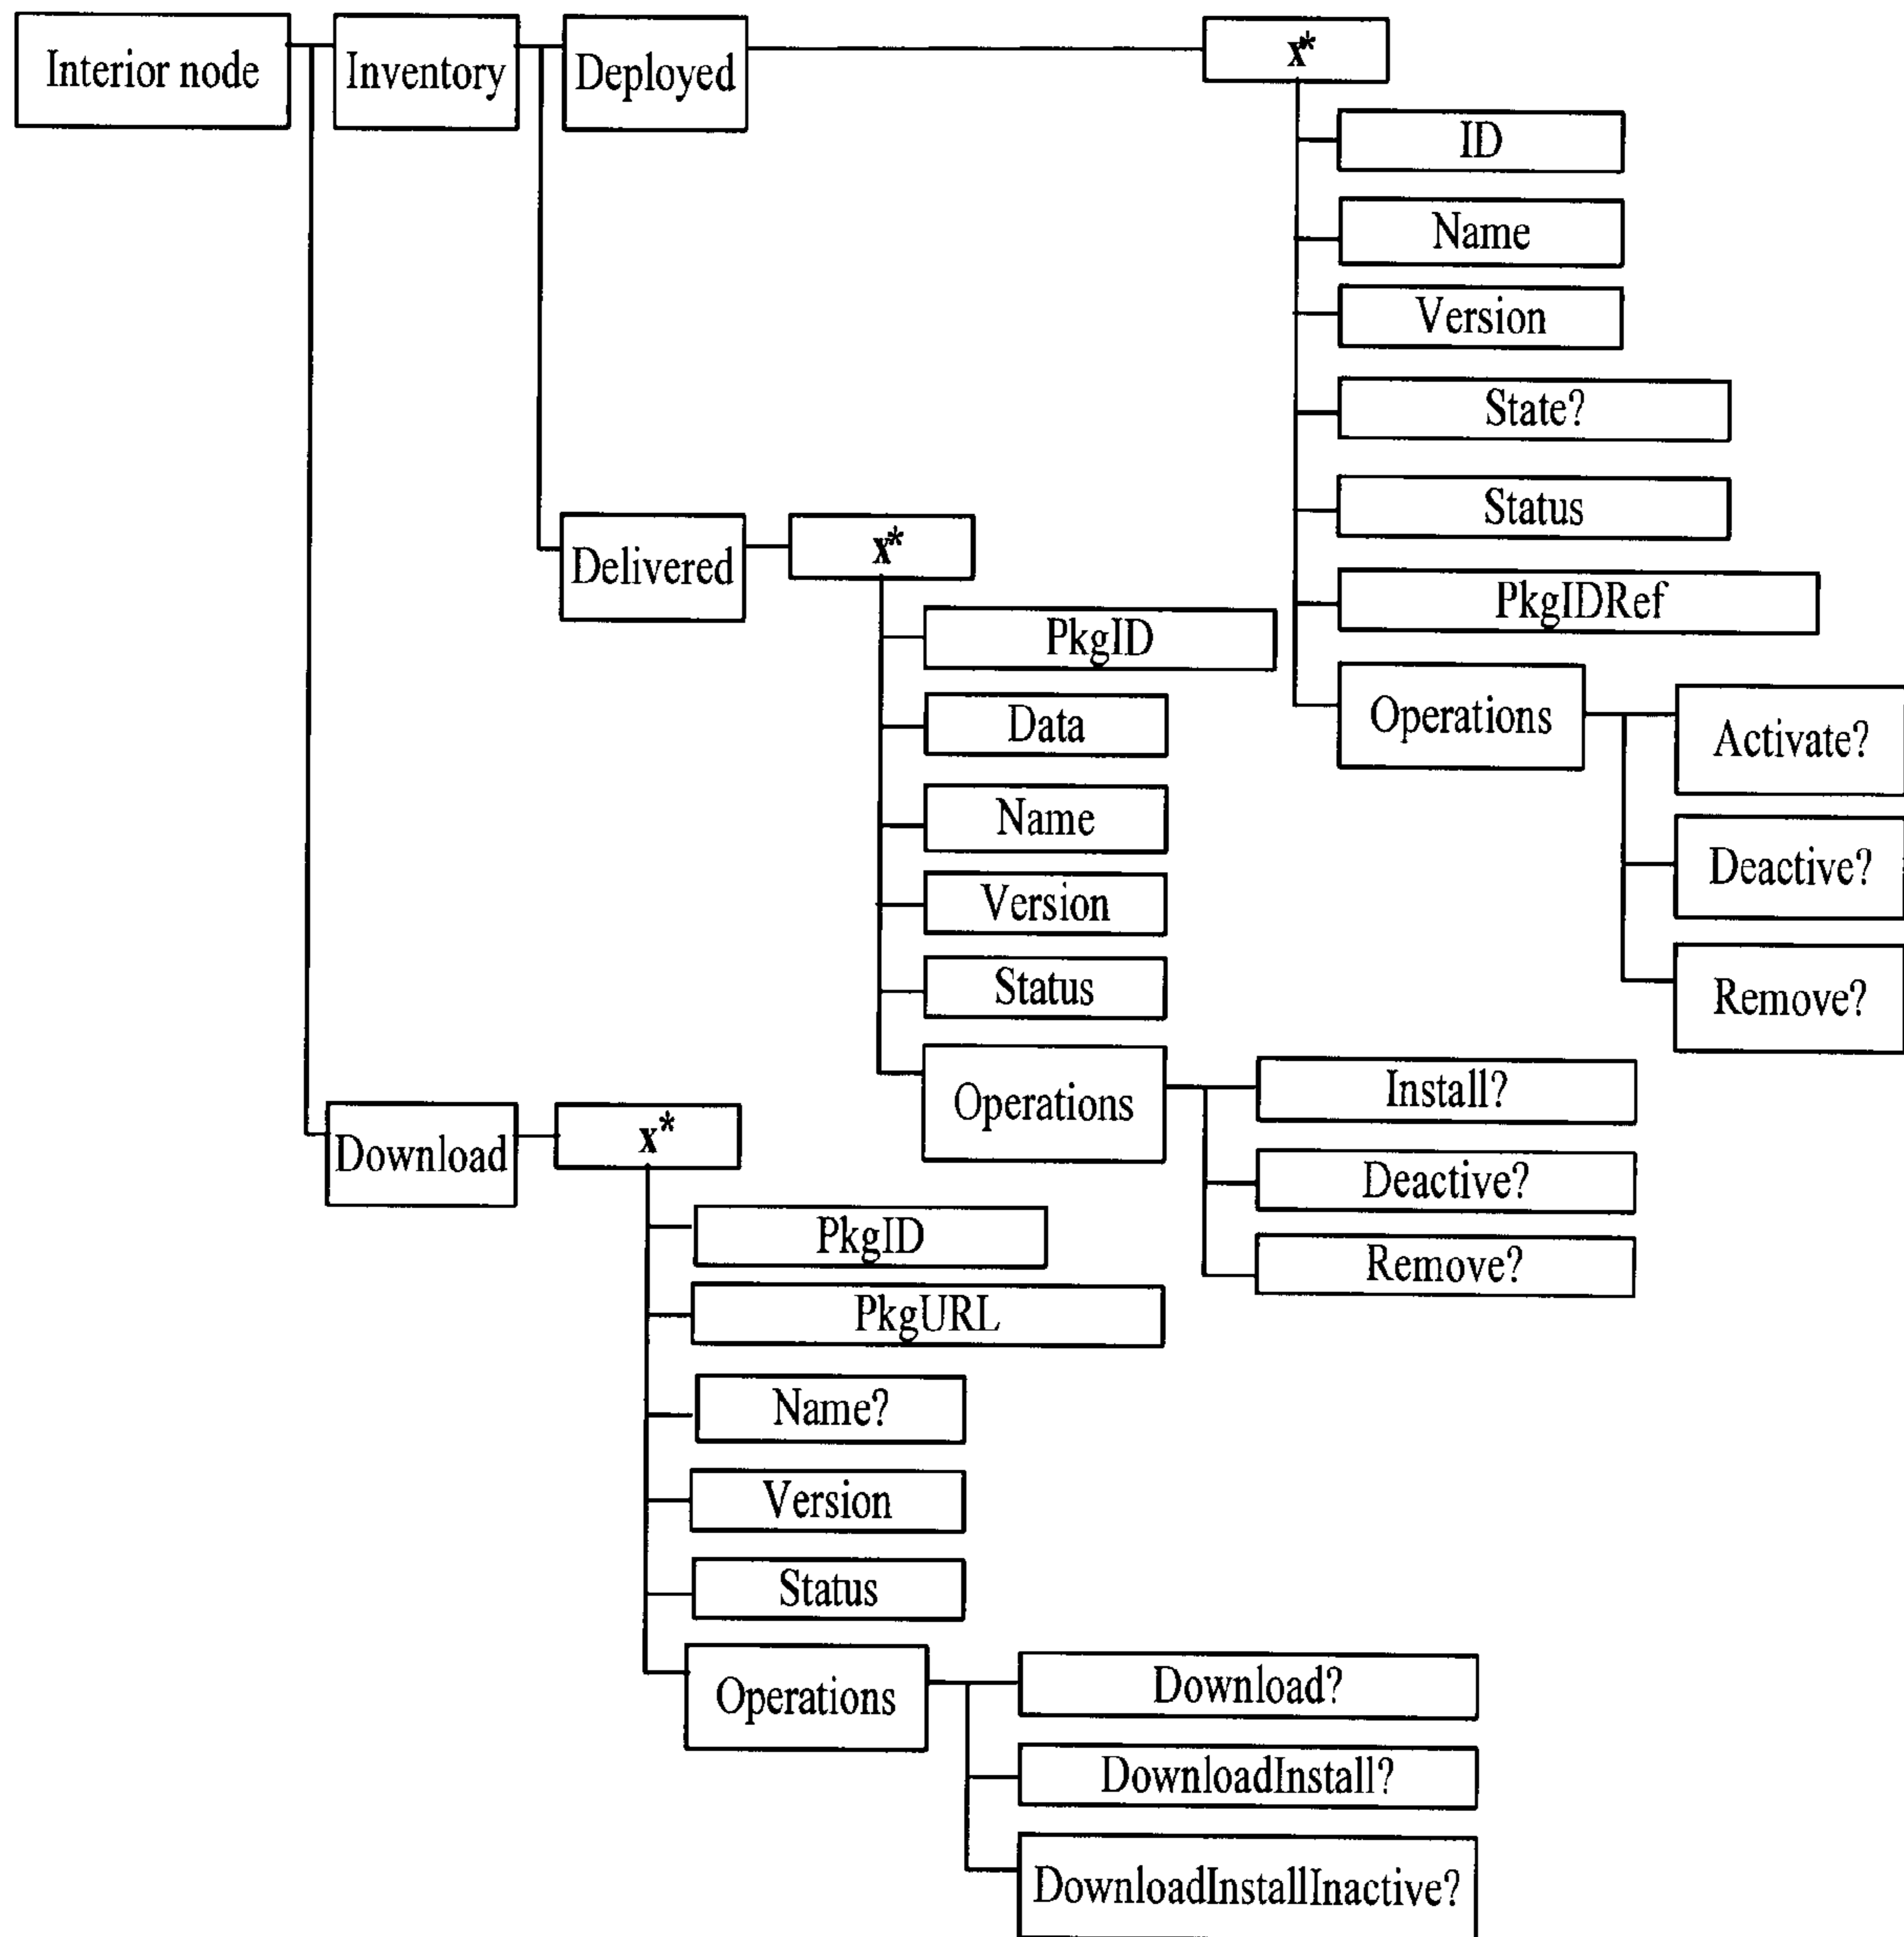 Interior node
Inventory
Deployed
x*
ID
Name
Version
State?
Status
PkgIDRef
Operations
Activate?
Deactive?
Remove?
Delivered
x*
PkgID
Data
Name
Version
Status
Operations
Install?
Deactive?
Remove?
Download
x*
PkgID
PkgURL
Name?
Version
Status
Operations
Download?
DownloadInstall?
DownloadInstallInactive?